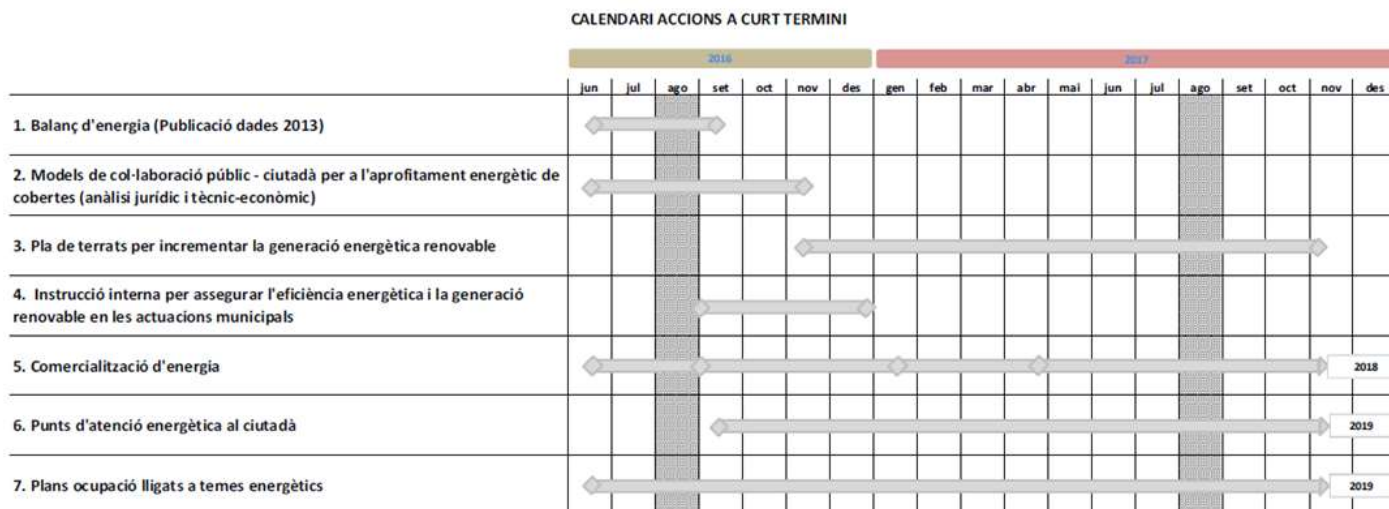 CALENDARI ACCIONS A CURT TERMINI
2016 2017
jun jul ago set oct nov des gen feb mar abr mai jun jul ago set oct nov des
1. Balanç d'energia (Publicació dades 2013)
2. Models de col·laboració públic - ciutadà per a l'aprofitament energètic de
cobertes (anàlisi jurídic i tècnic-econòmic)
3. Pla de terrats per incrementar la generació energètica renovable
4. Instrucció interna per assegurar l'eficiència energètica i la generació
renovable en les actuacions municipals
5. Comercialització d'energia 2018
6. Punts d'atenció energètica al ciutadà 2019
7. Plans ocupació lligats a temes energètics 2019